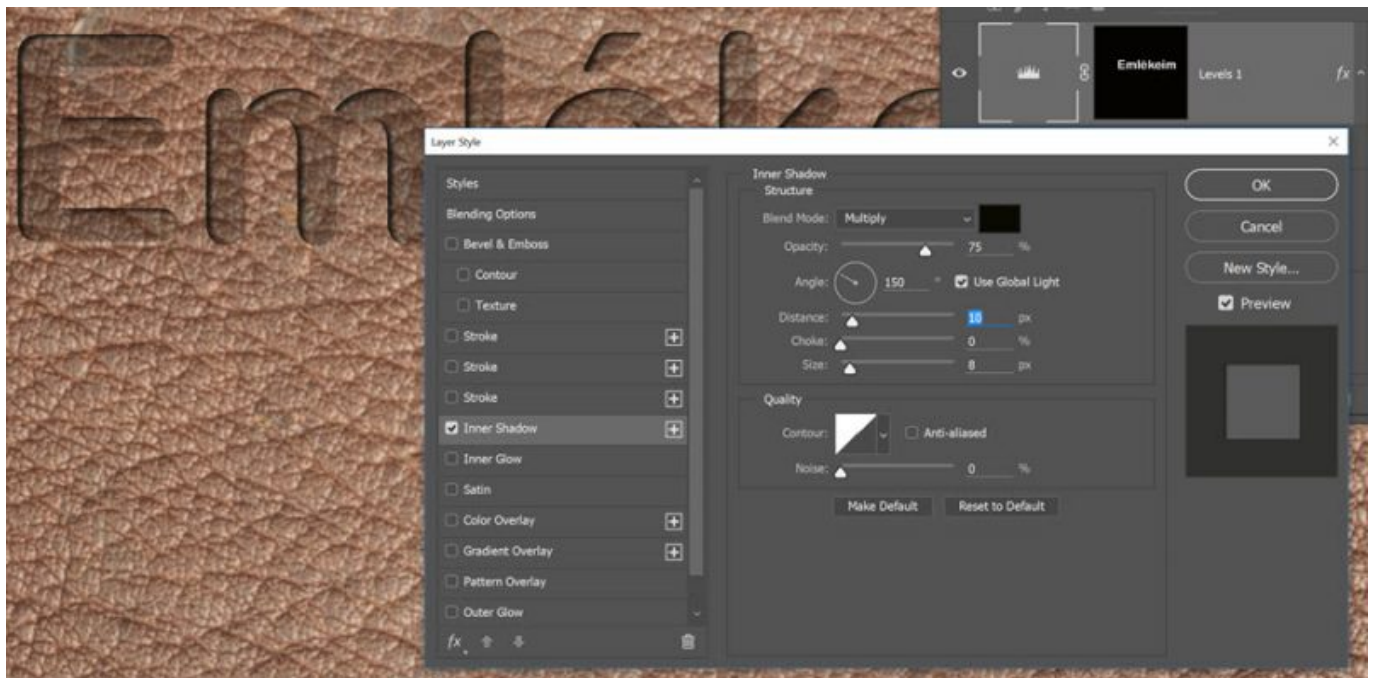 Emléke
Emlékeim
Levels 1
fx
Layer Style
Styles
Blending Options
Bevel & Emboss
Contour
Texture
Stroke
Stroke
Stroke
Inner Shadow
Inner Glow
Satin
Color Overlay
Gradient Overlay
Pattern Overlay
Outer Glow
fx
Inner Shadow
Structure
Blend Mode: Multiply
Opacity: 75 %
Angle: 150 ° Use Global Light
Distance: 10 px
Choke: 0 %
Size: 8 px
Quality
Contour: Anti-aliased
Noise: 0 %
Make Default Reset to Default
OK
Cancel
New Style...
Preview